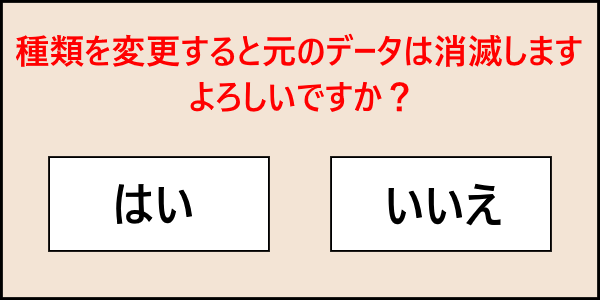 種類を変更すると元のデータは消滅します
よろしいですか？
はい
いいえ